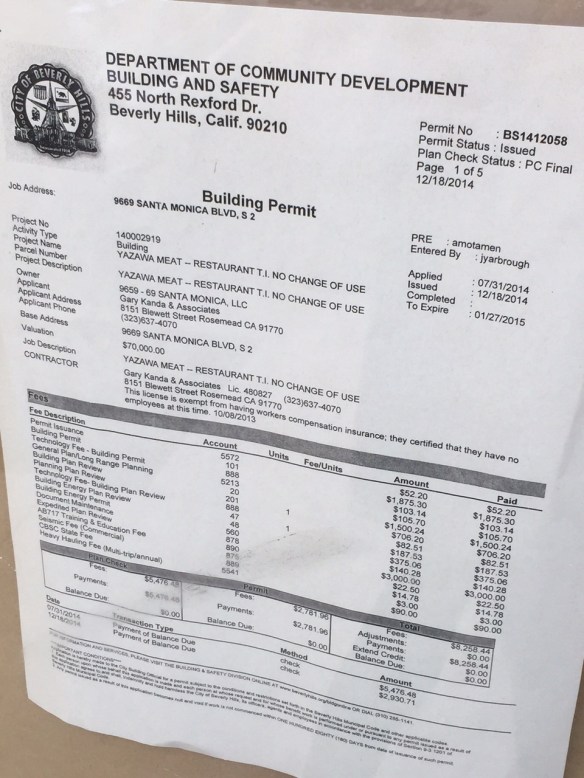 CITY OF BEVERLY HILLS
DEPARTMENT OF COMMUNITY DEVELOPMENT
BUILDING AND SAFETY
455 North Rexford Dr.
Beverly Hills, Calif. 90210
Permit No : BS1412058
Permit Status : Issued
Plan Check Status : PC Final
Page 1 of 5
12/18/2014
Building Permit
Job Address: 9669 SANTA MONICA BLVD, S 2
PRE : amotamen
Entered By : jyarbrough
Project No 140002919
Activity Type Building
Project Name YAZAWA MEAT -- RESTAURANT T.I. NO CHANGE OF USE
Parcel Number
Project Description YAZAWA MEAT -- RESTAURANT T.I. NO CHANGE OF USE
Applied : 07/31/2014
Issued : 12/18/2014
Completed :
To Expire : 01/27/2015
Owner 9659 - 69 SANTA MONICA, LLC
Applicant Gary Kanda & Associates
Applicant Address 8151 Blewett Street Rosemead CA 91770
Applicant Phone (323)637-4070
Base Address 9669 SANTA MONICA BLVD, S 2
Valuation $70,000.00
Job Description YAZAWA MEAT -- RESTAURANT T.I. NO CHANGE OF USE
CONTRACTOR Gary Kanda & Associates Lic. 480827 (323)637-4070
8151 Blewett Street Rosemead CA 91770
This license is exempt from having workers compensation insurance; they certified that they have no
employees at this time. 10/08/2013
Fees
Fee Description Account Units Fee/Units Amount Paid
Permit Issuance 5572 $52.20 $52.20
Building Permit 101 $1,875.30 $1,875.30
Technology Fee - Building Permit 888 $103.14 $103.14
General Plan/Long Range Planning 5213 $105.70 $105.70
Building Plan Review 20 $1,500.24 $1,500.24
Planning Plan Review 201 $706.20 $706.20
Technology Fee- Building Plan Review 888 $82.51 $82.51
Building Energy Plan Review 47 1 $187.53 $187.53
Building Energy Permit 48 $375.06 $375.06
Document Maintenance 560 1 $140.28 $140.28
Expedited Plan Review 878 $3,000.00 $3,000.00
AB717 Training & Education Fee 890 $22.50 $22.50
Seismic Fee (Commercial) 875 $14.78 $14.78
CBSC State Fee 889 $3.00 $3.00
Heavy Hauling Fee (Multi-trip/annual) 5541 $90.00 $90.00
Plan Check Permit Total
Fees: $5,476.48 Fees: $2,781.96 Fees: $8,258.44
Adjustments: $0.00
Payments: $5,476.48 Payments: $2,781.96 Payments: $8,258.44
Extend Credit: $0.00
Balance Due: $0.00 Balance Due: $0.00 Balance Due: $0.00
Date Transaction Type Method Amount
07/31/2014 Payment of Balance Due check $5,476.48
12/18/2014 Payment of Balance Due check $2,930.71